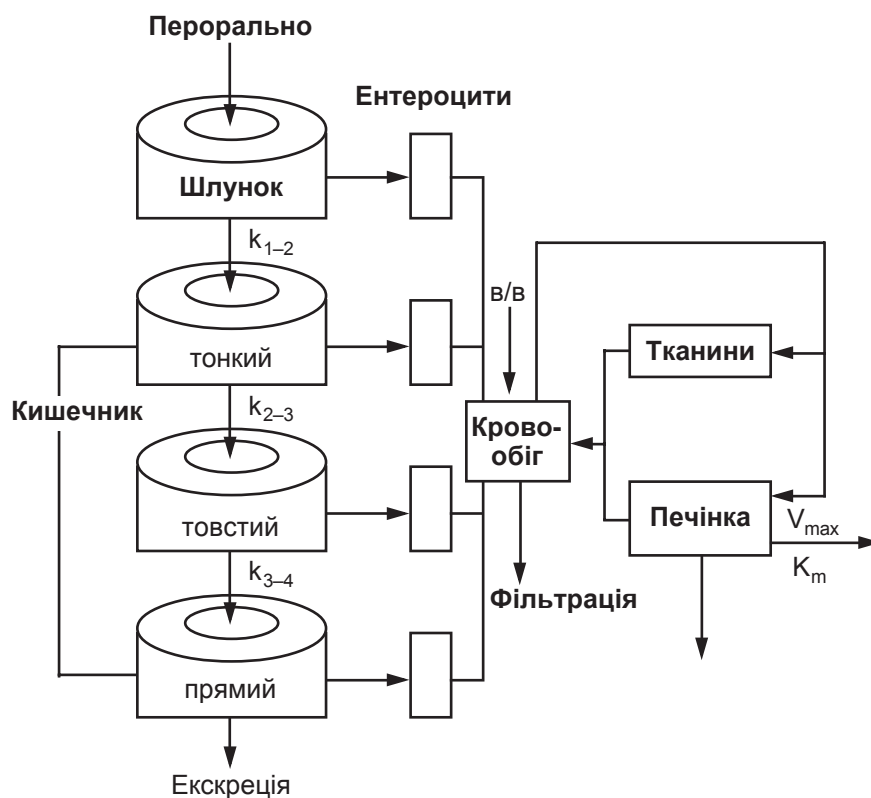 Перорально
Ентероцити
Шлунок
k1–2
в/в
тонкий
Тканини
Кишечник
k2–3
Крово-
обіг
товстий
Печінка
Vmax
Km
k3–4
Фільтрація
прямий
Екскреція